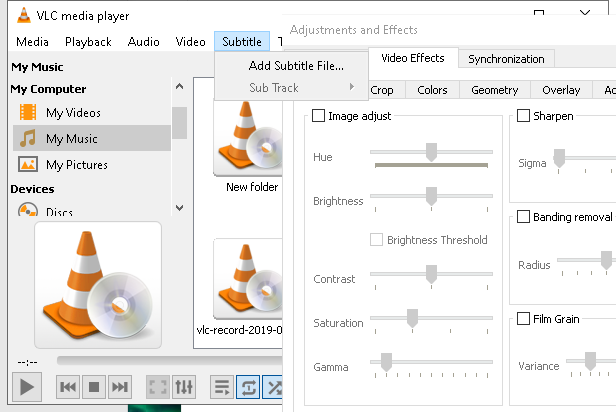 VLC media player
Media Playback Audio Video Subtitle
Add Subtitle File...
Sub Track
My Music
My Computer
My Videos
My Music
My Pictures
Devices
Discs
New folder
vlc-record-2019-0
--:--
Adjustments and Effects
Video Effects Synchronization
Crop Colors Geometry Overlay
Image adjust
Hue
Brightness
Brightness Threshold
Contrast
Saturation
Gamma
Sharpen
Sigma
Banding removal
Radius
Film Grain
Variance